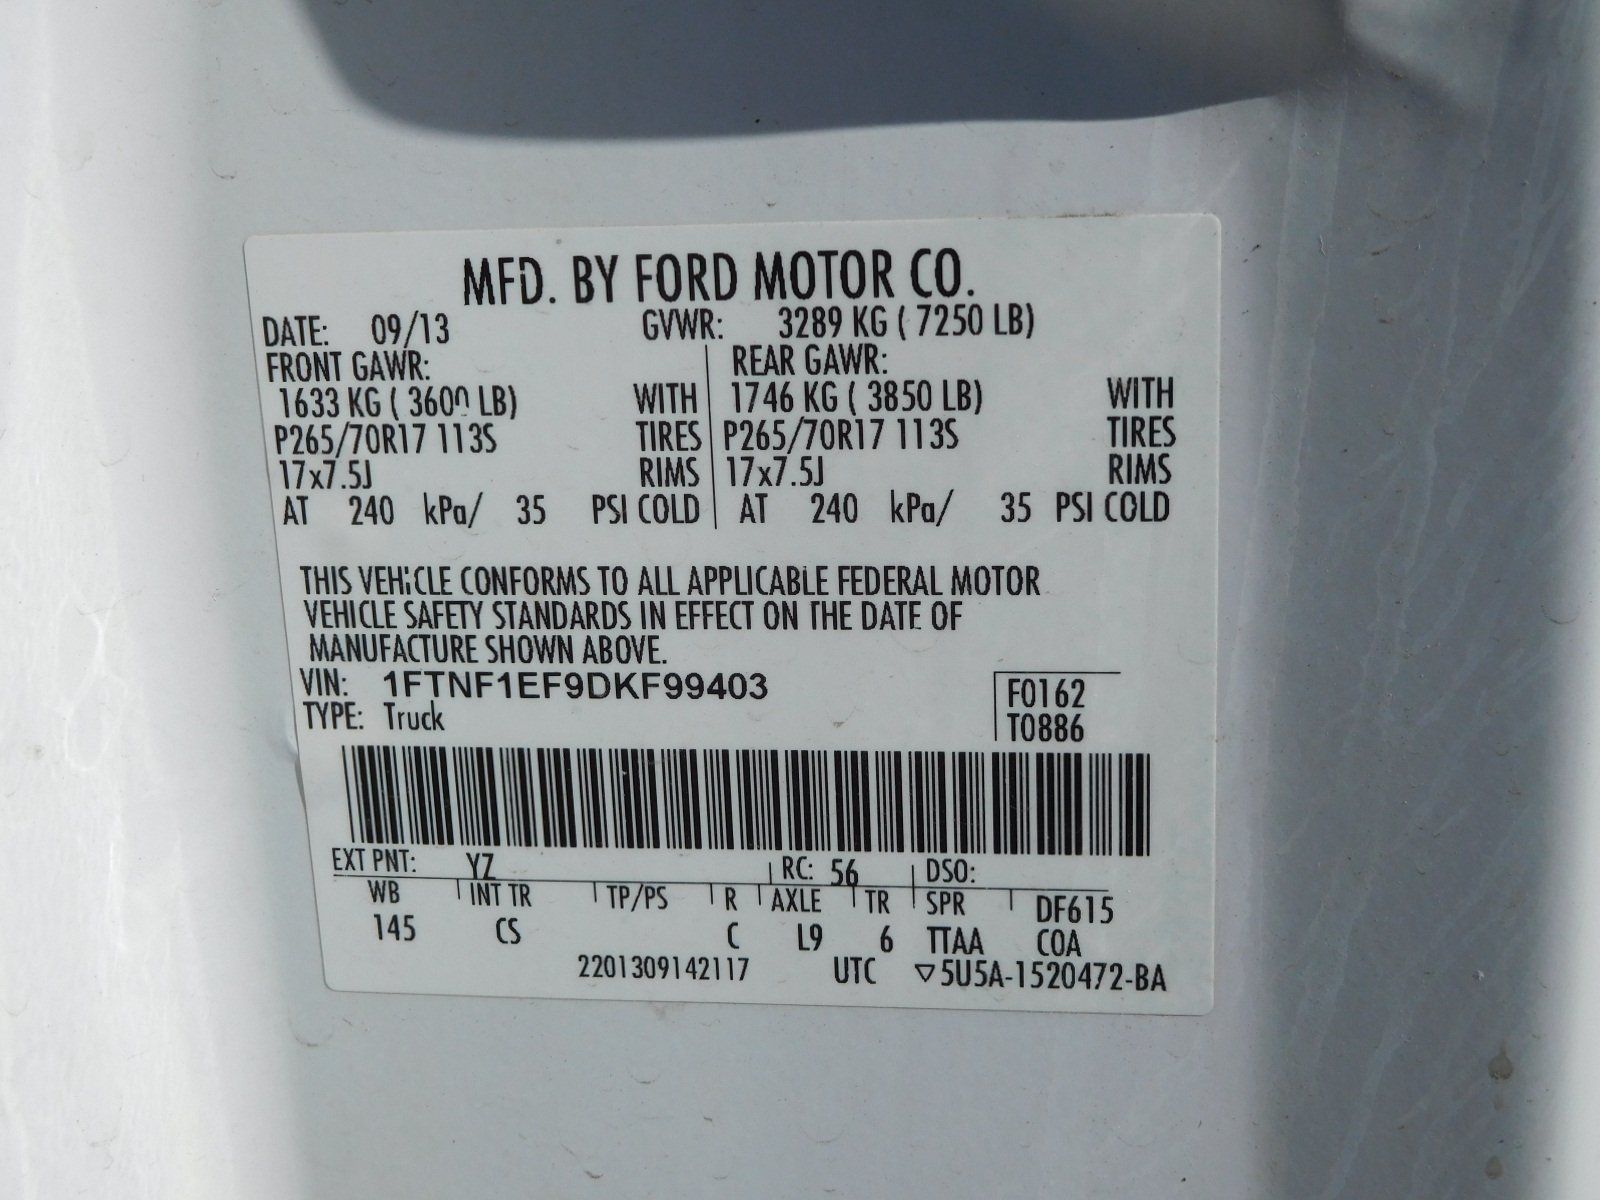 MFD. BY FORD MOTOR CO.
DATE: 09/13 GVWR: 3289 KG ( 7250 LB)
FRONT GAWR: REAR GAWR:
1633 KG ( 3600 LB) WITH 1746 KG ( 3850 LB) WITH
P265/70R17 113S TIRES P265/70R17 113S TIRES
17x7.5J RIMS 17x7.5J RIMS
AT 240 kPa/ 35 PSI COLD AT 240 kPa/ 35 PSI COLD
THIS VEHICLE CONFORMS TO ALL APPLICABLE FEDERAL MOTOR
VEHICLE SAFETY STANDARDS IN EFFECT ON THE DATE OF
MANUFACTURE SHOWN ABOVE.
VIN: 1FTNF1EF9DKF99403 F0162
TYPE: Truck T0886
EXT PNT: YZ RC: 56 DSO:
WB INT TR TP/PS R AXLE TR SPR DF615
145 CS C L9 6 TTAA COA
2201309142117 UTC ▽5U5A-1520472-BA